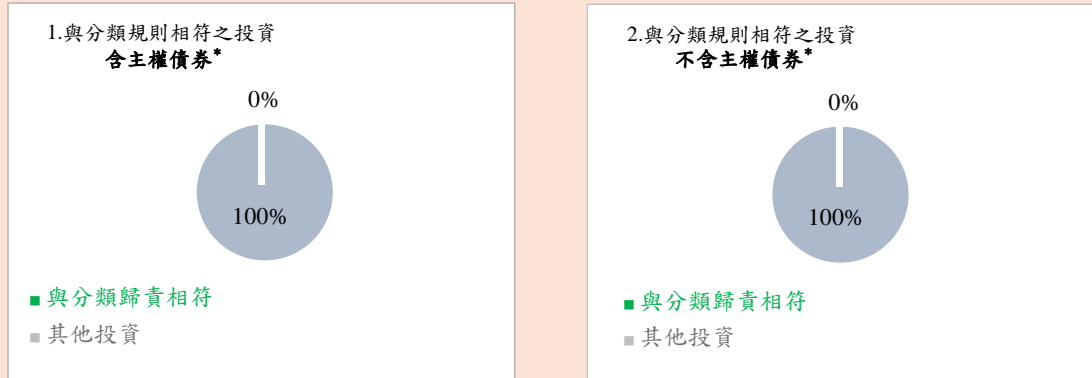 1.與分類規則相符之投資
含主權債券*
0%
100%
■ 與分類歸責相符
■ 其他投資
2.與分類規則相符之投資
不含主權債券*
0%
100%
■ 與分類歸責相符
■ 其他投資